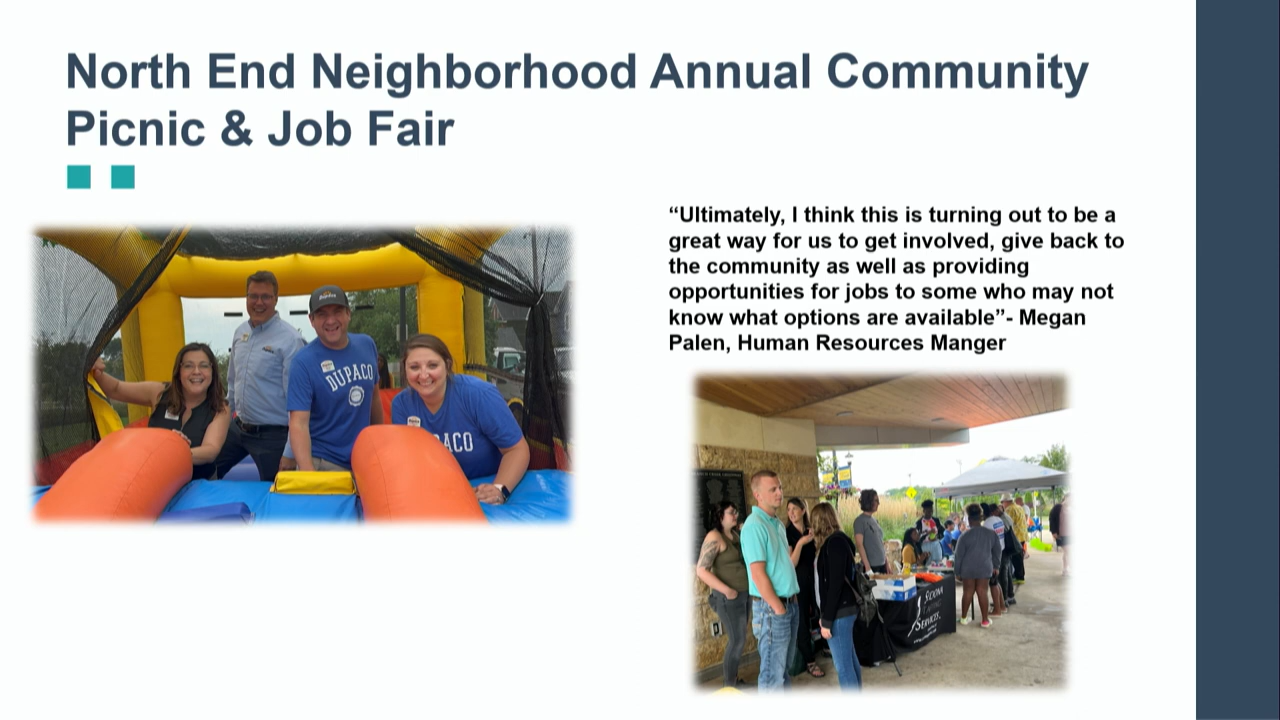 North End Neighborhood Annual Community
Picnic & Job Fair
“Ultimately, I think this is turning out to be a
great way for us to get involved, give back to
the community as well as providing
opportunities for jobs to some who may not
know what options are available”- Megan
Palen, Human Resources Manger
DUPACO
ACO
SERVICES